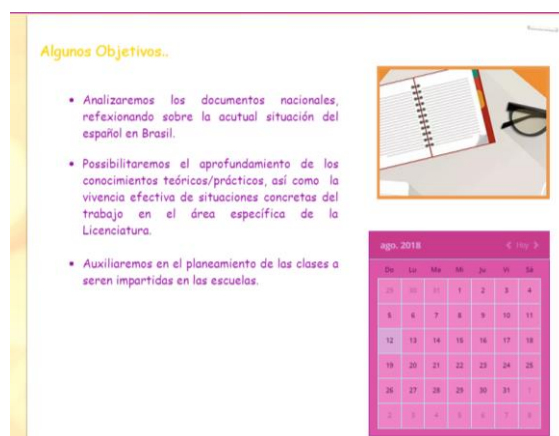 Algunos Objetivos..
• Analizaremos los documentos nacionales,
refexionando sobre la acutual situación del
español en Brasil.
• Possibilitaremos el aprofundamiento de los
conocimientos teóricos/prácticos, así como la
vivencia efectiva de situaciones concretas del
trabajo en el área específica de la
Licenciatura.
• Auxiliaremos en el planeamiento de las clases a
seren impartidas en las escuelas.
ago. 2018 < Hoy >
Do Lu Ma Mi Ju Vi Sá
29 30 31 1 2 3 4
5 6 7 8 9 10 11
12 13 14 15 16 17 18
19 20 21 22 23 24 25
26 27 28 29 30 31 1
2 3 4 5 6 7 8